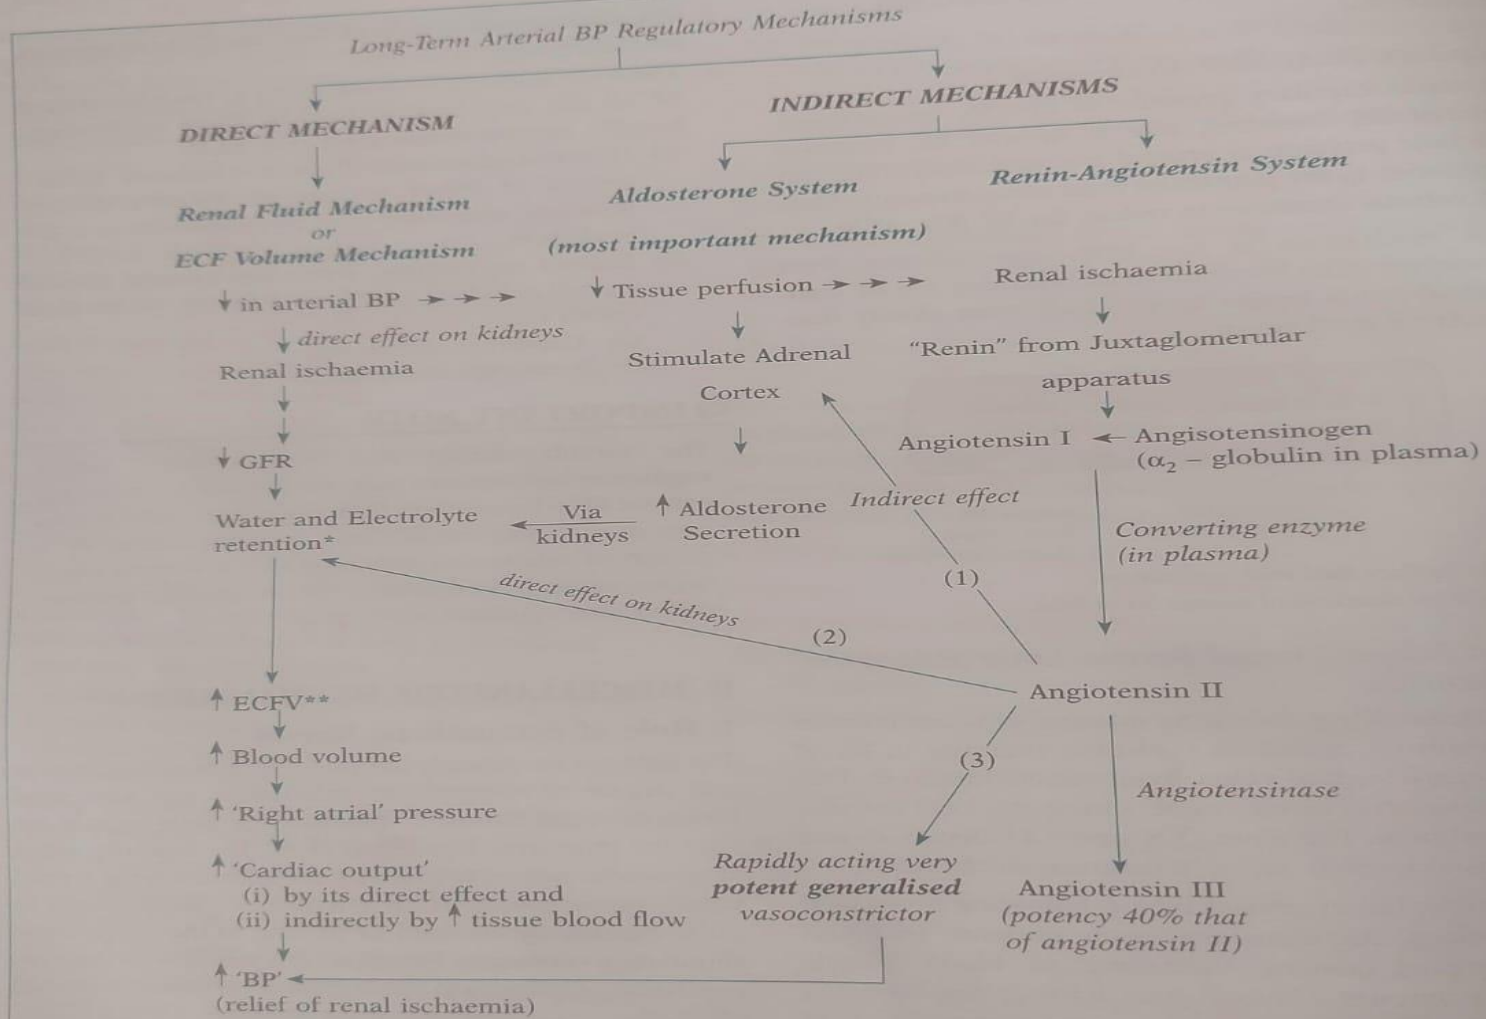 Long-Term Arterial BP Regulatory Mechanisms
DIRECT MECHANISM
INDIRECT MECHANISMS
Renal Fluid Mechanism
or
ECF Volume Mechanism
Aldosterone System
(most important mechanism)
Renin-Angiotensin System
↓ in arterial BP
↓ Tissue perfusion
Renal ischaemia
direct effect on kidneys
Renal ischaemia
Stimulate Adrenal
Cortex
“Renin” from Juxtaglomerular
apparatus
↓ GFR
Angiotensin I ← Angisotensinogen
(α₂ – globulin in plasma)
Water and Electrolyte
retention*
Via
kidneys
↑ Aldosterone
Secretion
Indirect effect
Converting enzyme
(in plasma)
(1)
direct effect on kidneys
(2)
↑ ECFV**
Angiotensin II
↑ Blood volume
(3)
Angiotensinase
↑ ‘Right atrial’ pressure
↑ ‘Cardiac output’
(i) by its direct effect and
(ii) indirectly by ↑ tissue blood flow
Rapidly acting very
potent generalised
vasoconstrictor
Angiotensin III
(potency 40% that
of angiotensin II)
↑ ‘BP’
(relief of renal ischaemia)